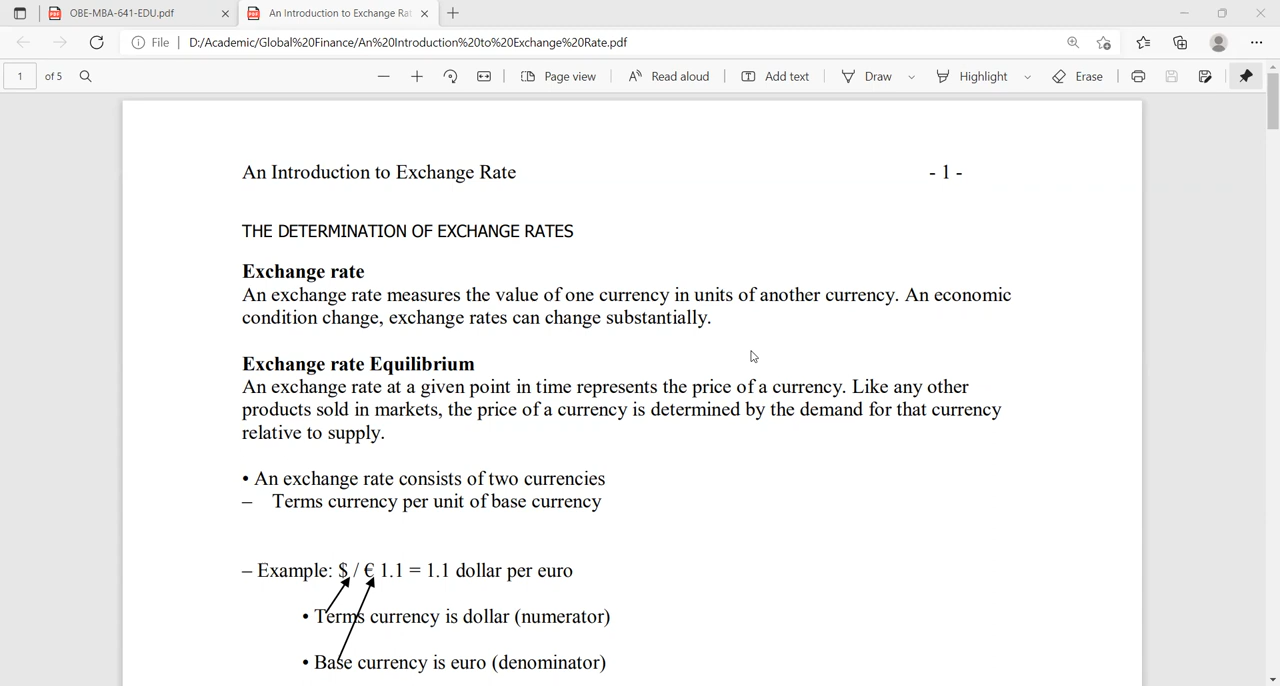 OBE-MBA-641-EDU.pdf
An Introduction to Exchange Rat
File
D:/Academic/Global%20Finance/An%20Introduction%20to%20Exchange%20Rate.pdf
1 of 5
Page view
Read aloud
Add text
Draw
Highlight
Erase
An Introduction to Exchange Rate - 1 -
THE DETERMINATION OF EXCHANGE RATES
Exchange rate
An exchange rate measures the value of one currency in units of another currency. An economic
condition change, exchange rates can change substantially.
Exchange rate Equilibrium
An exchange rate at a given point in time represents the price of a currency. Like any other
products sold in markets, the price of a currency is determined by the demand for that currency
relative to supply.
• An exchange rate consists of two currencies
– Terms currency per unit of base currency
– Example: $ / € 1.1 = 1.1 dollar per euro
• Terms currency is dollar (numerator)
• Base currency is euro (denominator)